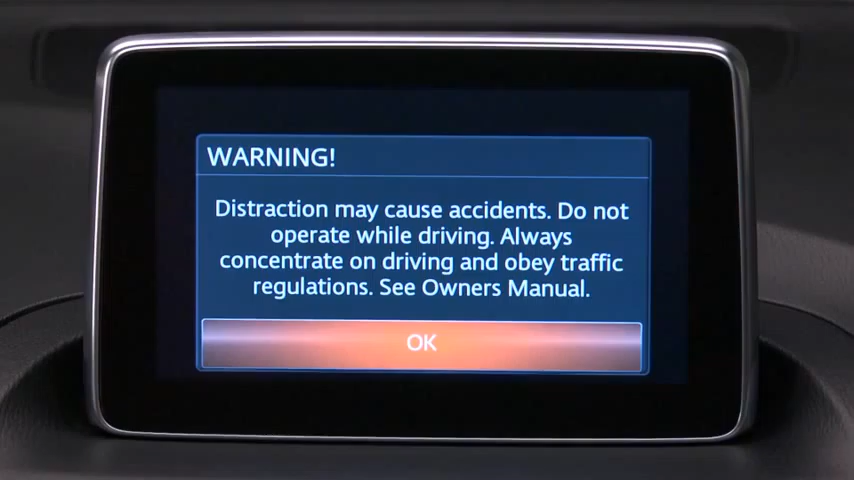 WARNING!
Distraction may cause accidents. Do not
operate while driving. Always
concentrate on driving and obey traffic
regulations. See Owners Manual.
OK